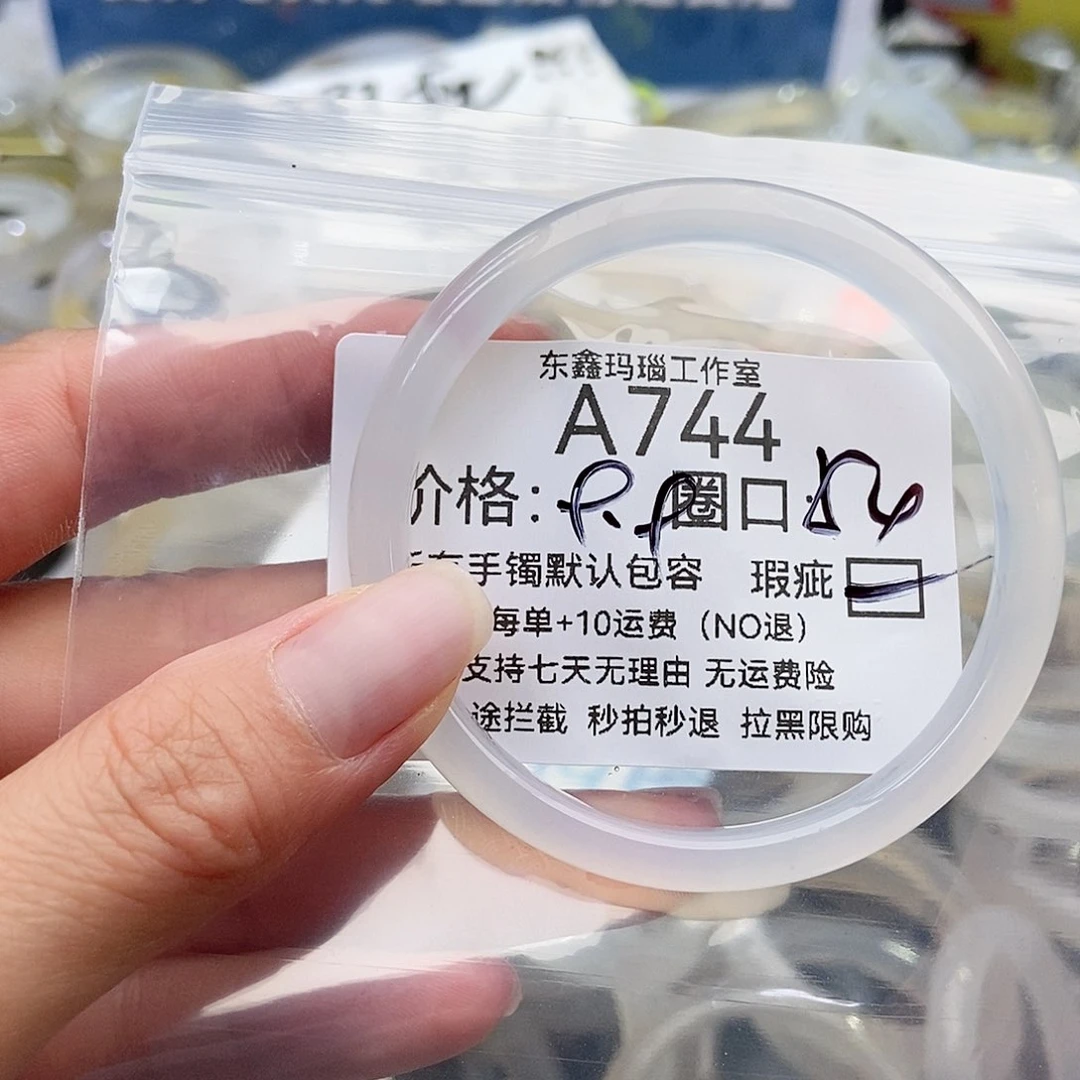 东鑫玛瑙工作室
A744
价格: 圈口:
手镯默认包容 瑕疵
每单+10运费（NO退）
支持七天无理由 无运费险
途拦截 秒拍秒退 拉黑限购